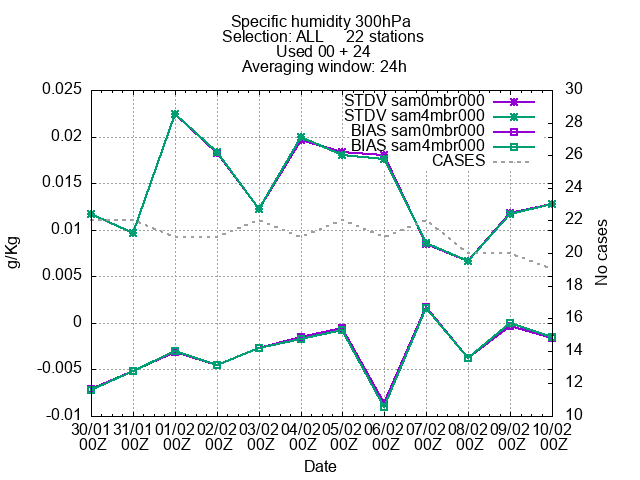 Specific humidity 300hPa
Selection: ALL     22 stations
Used 00 + 24
Averaging window: 24h
0.025
0.02
0.015
0.01
0.005
0
-0.005
-0.01
g/Kg
STDV sam0mbr000
STDV sam4mbr000
BIAS sam0mbr000
BIAS sam4mbr000
CASES
30
28
26
24
22
20
18
16
14
12
10
No cases
30/01 31/01 01/02 02/02 03/02 04/02 05/02 06/02 07/02 08/02 09/02 10/02
00Z 00Z 00Z 00Z 00Z 00Z 00Z 00Z 00Z 00Z 00Z 00Z
Date